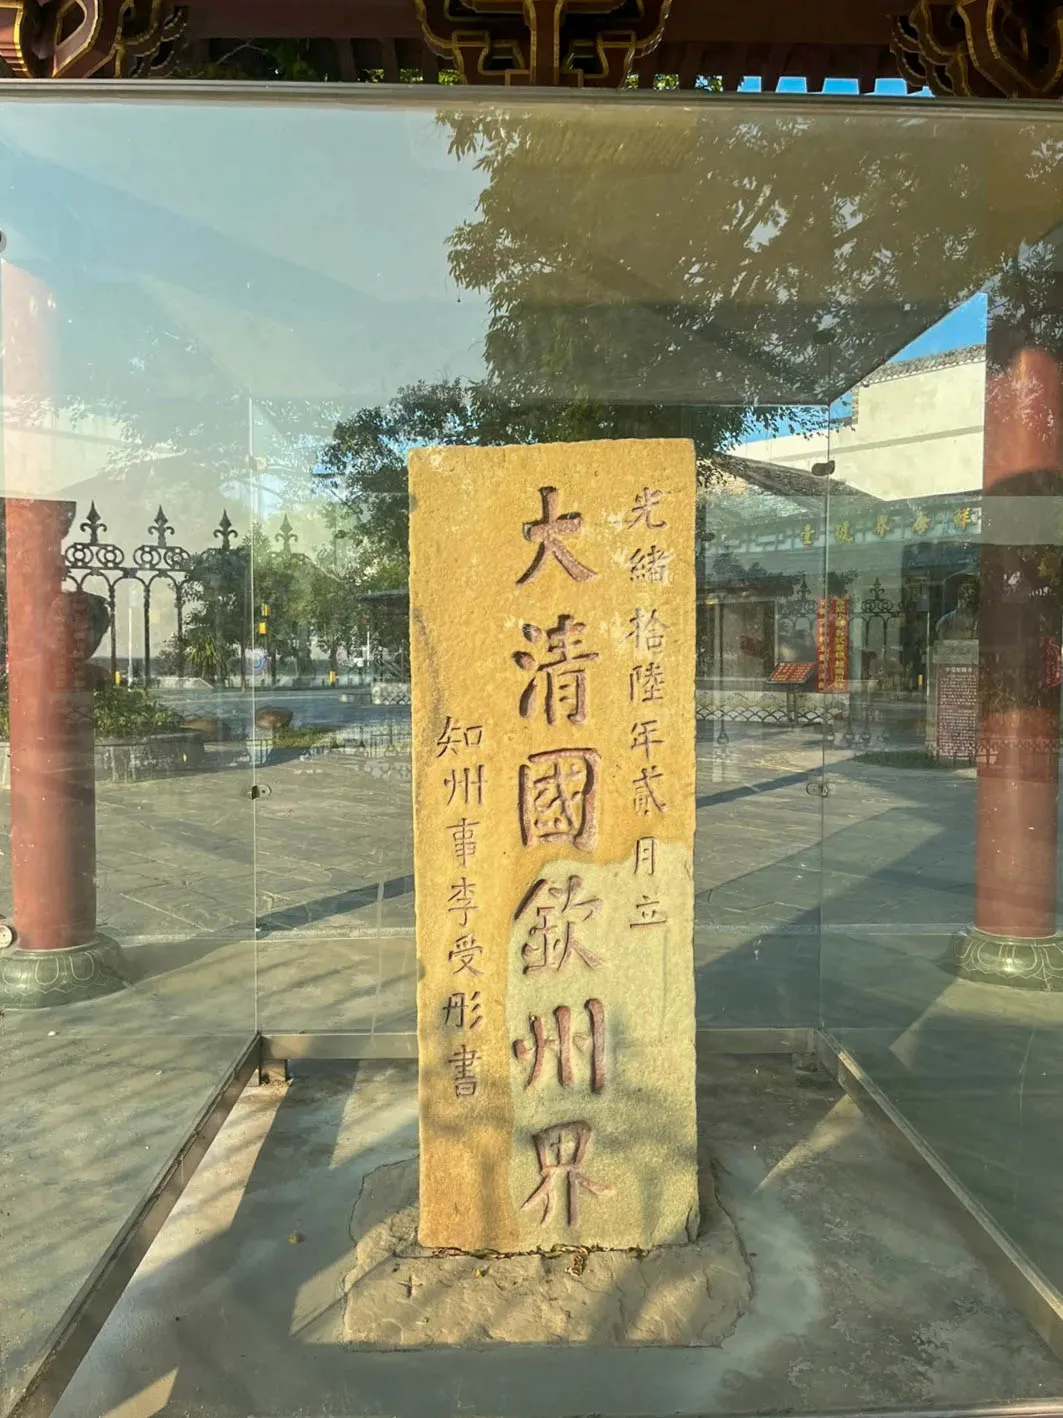 光緒拾陸年貳月立
大清國欽州界
知州事李受彤書